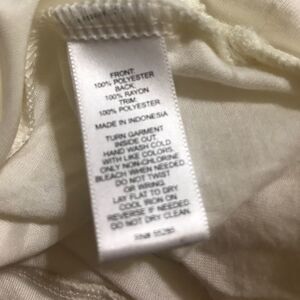 FRONT:
100% POLYESTER
BACK:
100% RAYON
TRIM:
100% POLYESTER
MADE IN INDONESIA
TURN GARMENT
INSIDE OUT
HAND WASH COLD
WITH LIKE COLORS
ONLY NON-CHLORINE
BLEACH WHEN NEEDED
DO NOT TWIST
OR WRING
LAY FLAT TO DRY
COOL IRON ON
REVERSE IF NEEDED
DO NOT DRY CLEAN.